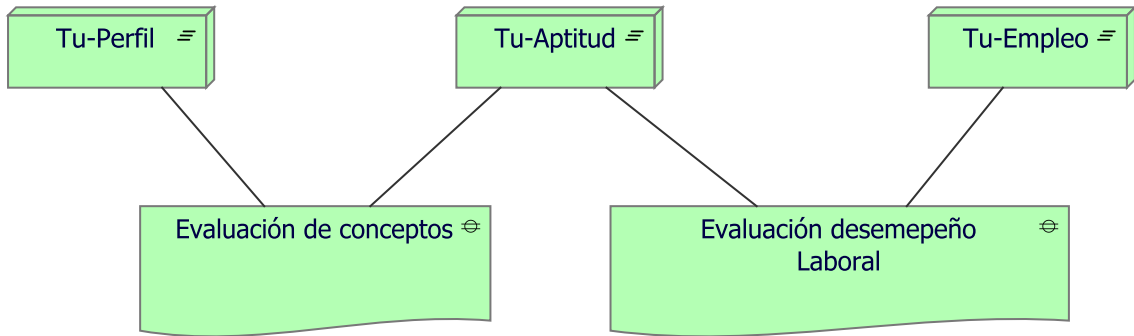 Tu-Perfil
Tu-Aptitud
Tu-Empleo
Evaluación de conceptos
Evaluación desemepeño
Laboral